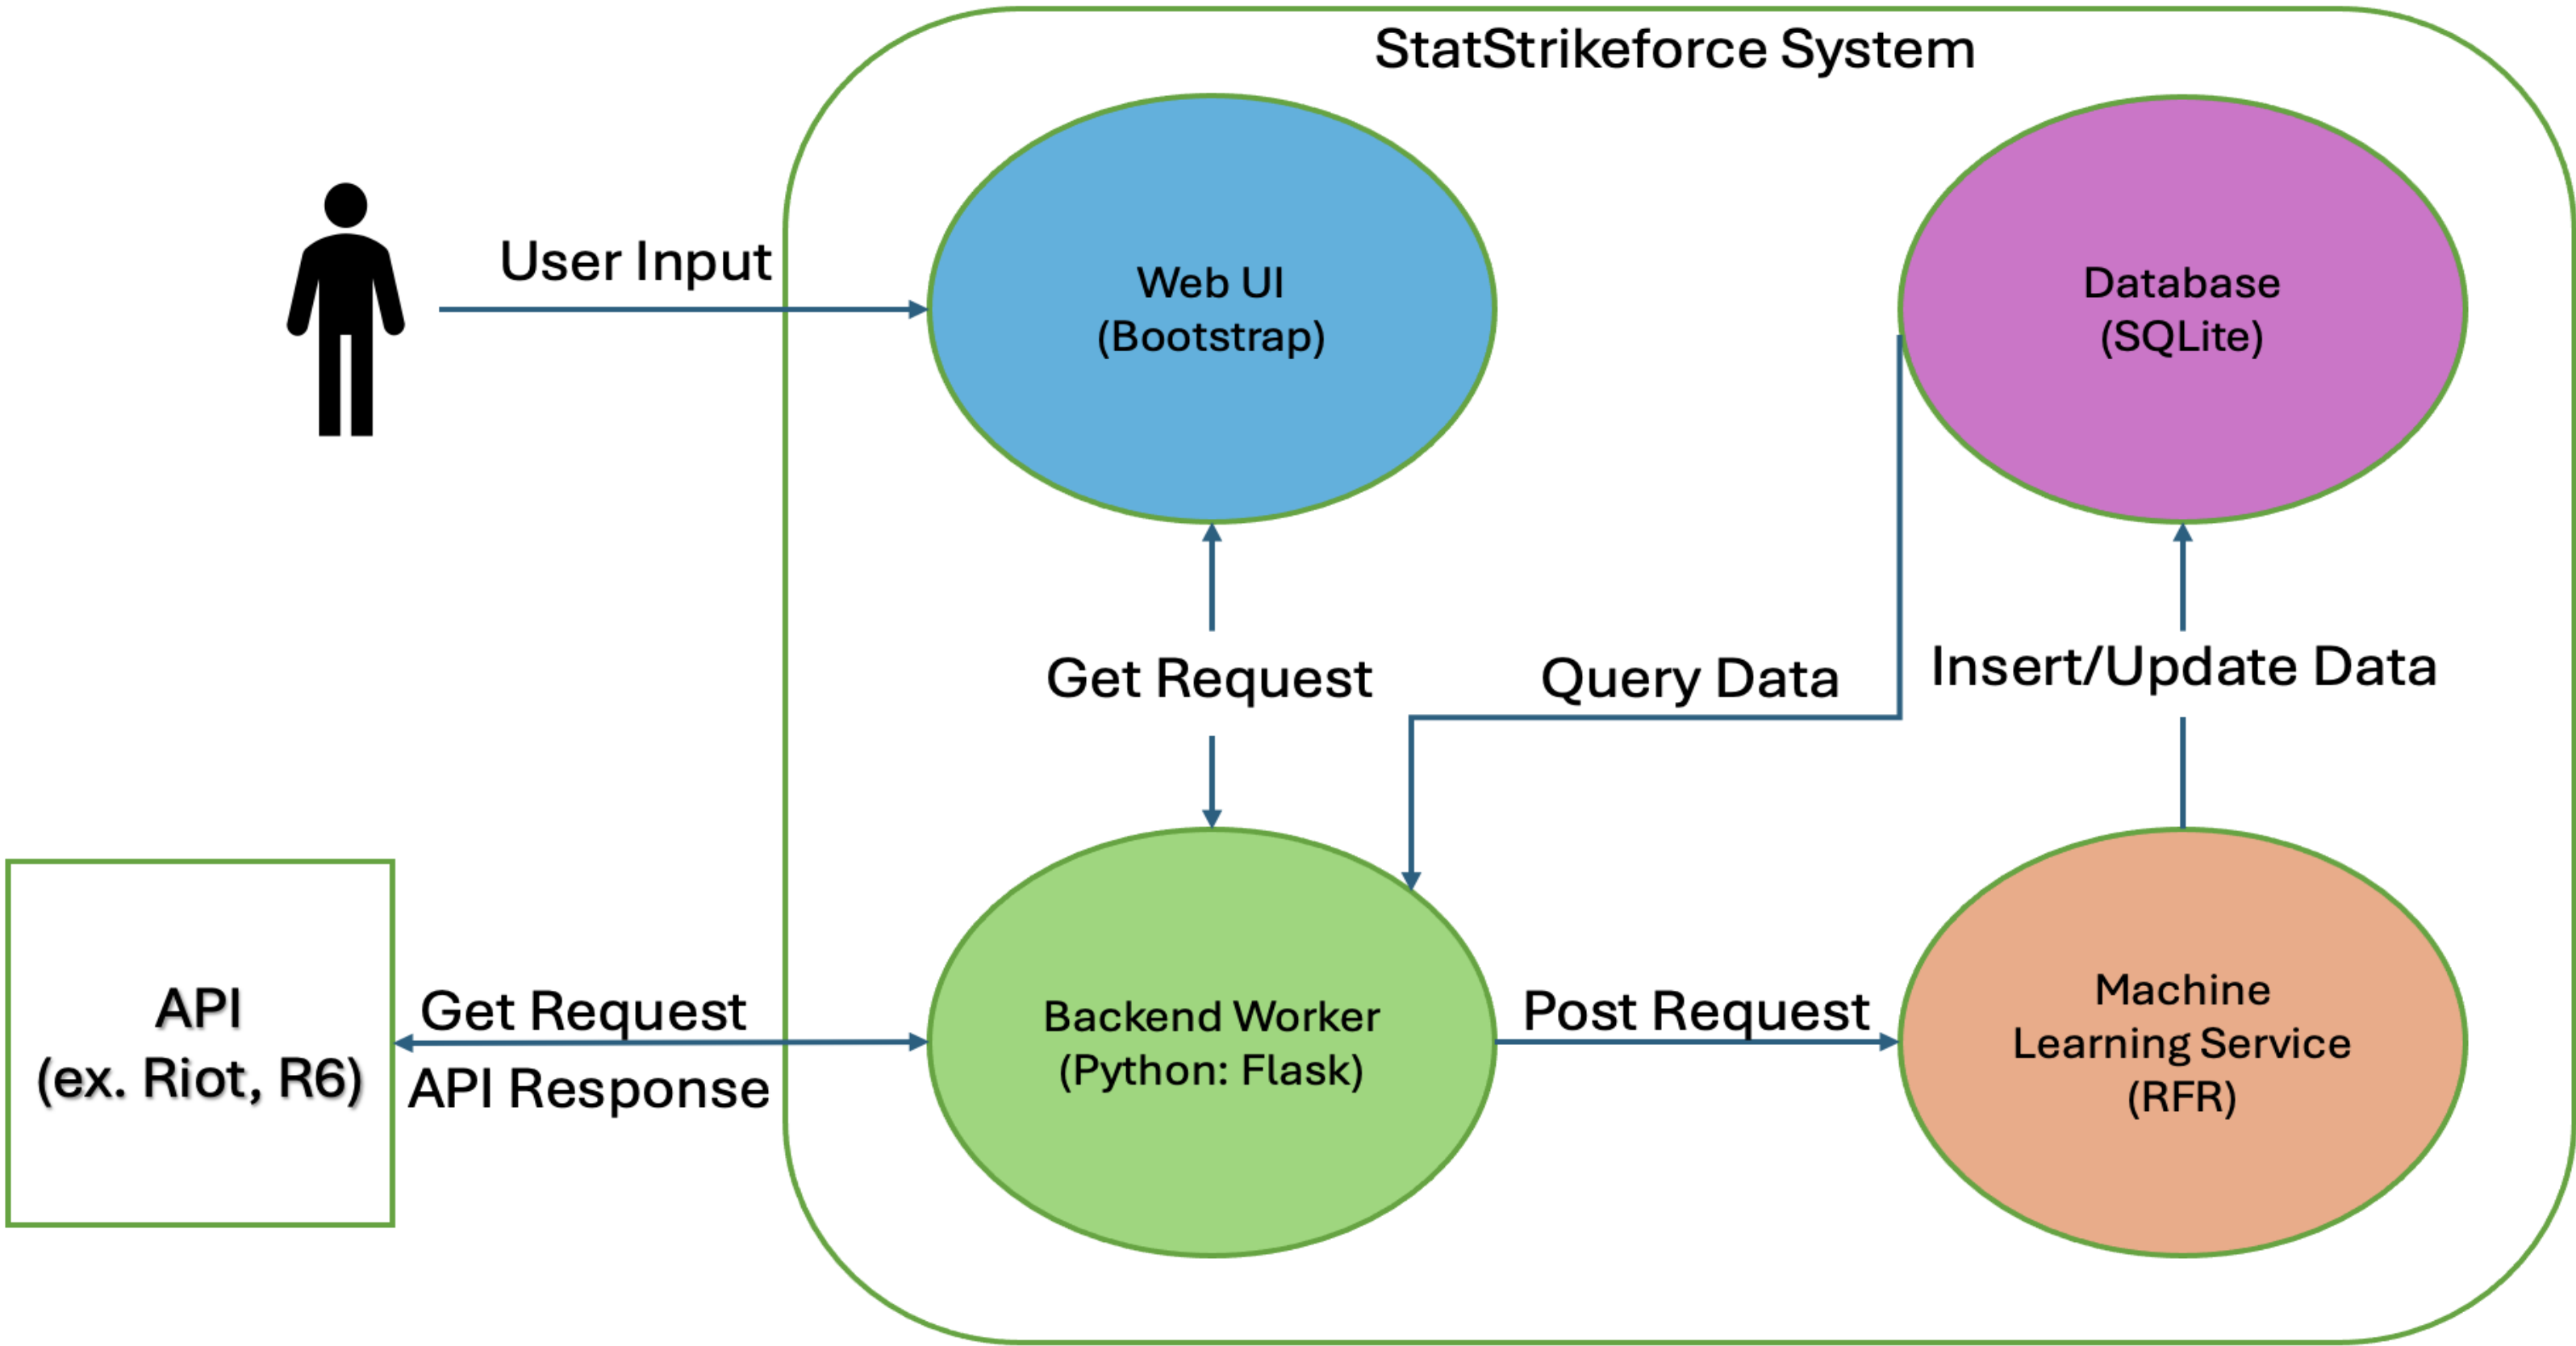 StatStrikeforce System
User Input
Web UI
(Bootstrap)
Database
(SQLite)
Get Request
Query Data
Insert/Update Data
API
(ex. Riot, R6)
Get Request
API Response
Backend Worker
(Python: Flask)
Post Request
Machine
Learning Service
(RFR)